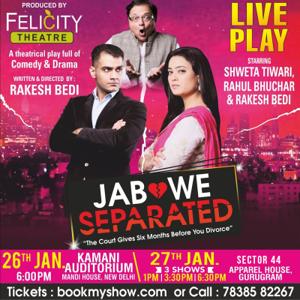 PRODUCED BY
FELICITY
THEATRE
A theatrical play full of
Comedy & Drama
WRITTEN & DIRECTED BY :
RAKESH BEDI
LIVE
PLAY
STARRING
SHWETA TIWARI,
RAHUL BHUCHAR
& RAKESH BEDI
JAB WE
SEPARATED
"The Court Gives Six Months Before You Divorce"
26TH JAN.
6:00PM
KAMANI
AUDITORIUM
MANDI HOUSE, NEW DELHI
27TH JAN.
3 SHOWS
1PM | 3:30PM | 6:30PM
SECTOR 44
APPAREL HOUSE,
GURUGRAM
Tickets : bookmyshow.com or Call : 78385 82267